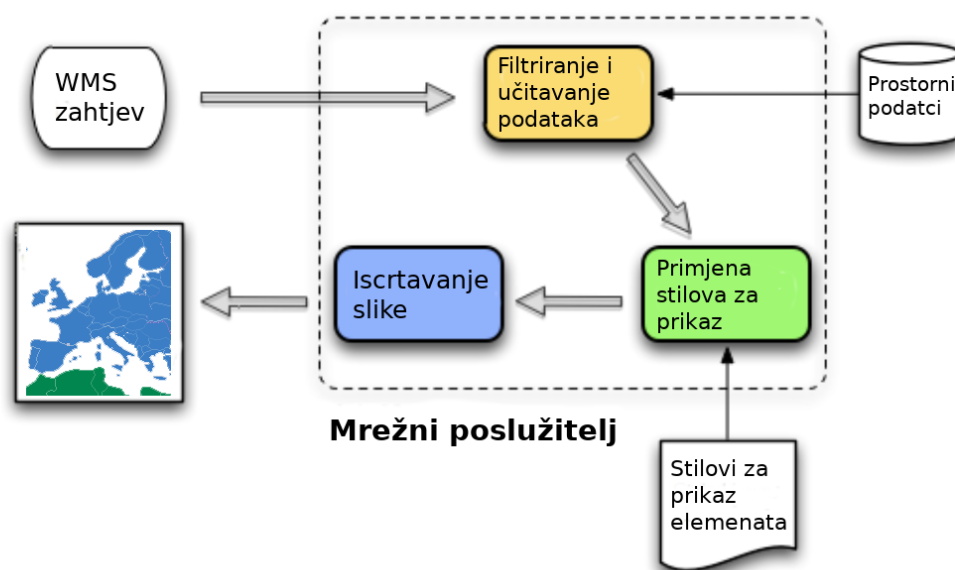 WMS
zahtjev
Filtriranje i
učitavanje
podataka
Prostorni
podatci
Iscrtavanje
slike
Primjena
stilova za
prikaz
Mrežni poslužitelj
Stilovi za
prikaz
elemenata